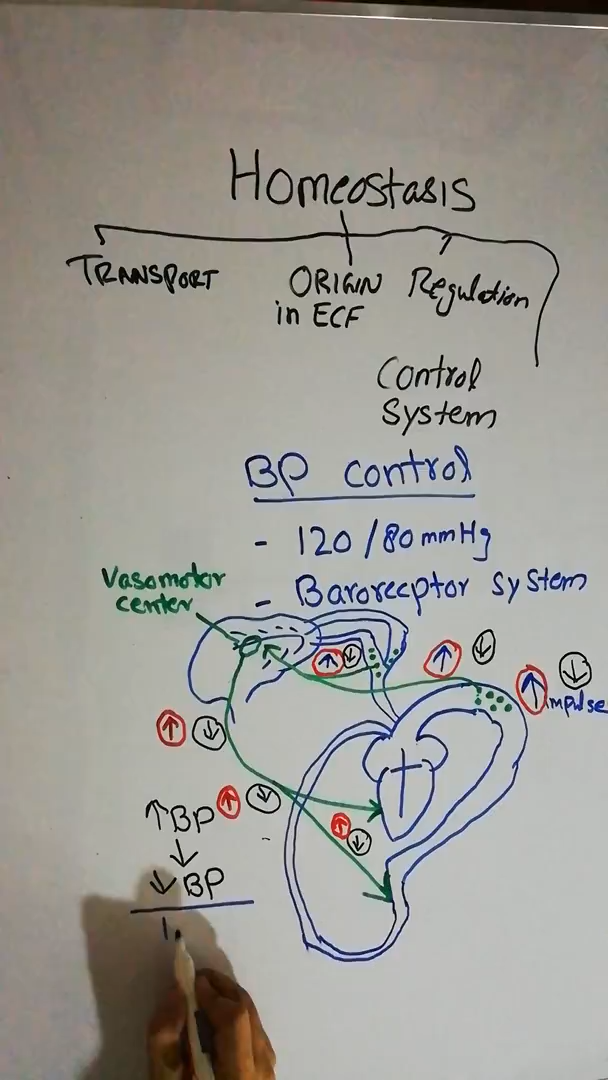 Homeostasis
TRANSPORT
ORIGIN
in ECF
Regulation
Control
System
BP control
- 120/80 mmHg
- Baroreceptor System
Vasomotor
center
↑ ↓
↑ ↓
↑ ↓
Impulse
↑ ↓
↑BP ↑ ↓
↑ ↓
↓
↓BP